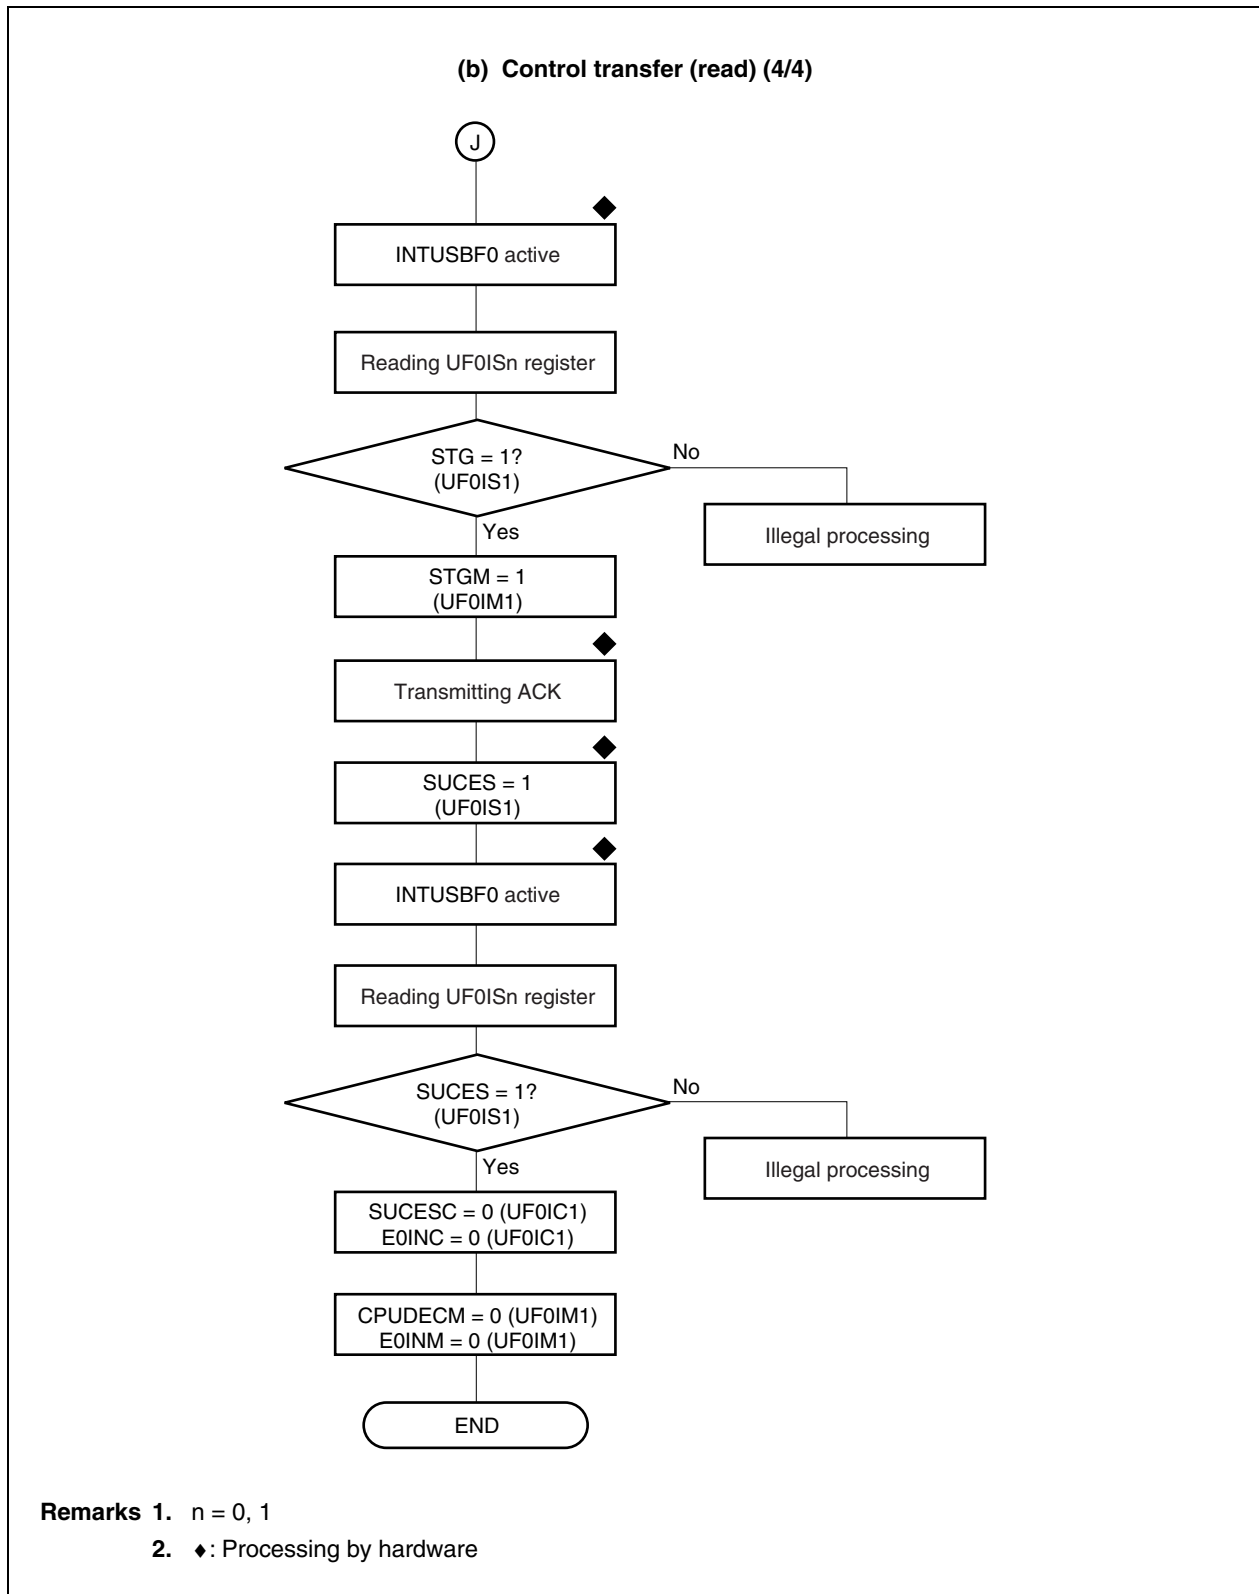 (b) Control transfer (read) (4/4)
J
INTUSBF0 active
Reading UF0ISn register
STG = 1?
(UF0IS1)
No
Illegal processing
Yes
STGM = 1
(UF0IM1)
Transmitting ACK
SUCES = 1
(UF0IS1)
INTUSBF0 active
Reading UF0ISn register
SUCES = 1?
(UF0IS1)
No
Illegal processing
Yes
SUCESC = 0 (UF0IC1)
E0INC = 0 (UF0IC1)
CPUDECM = 0 (UF0IM1)
E0INM = 0 (UF0IM1)
END
Remarks 1. n = 0, 1
2. ♦: Processing by hardware